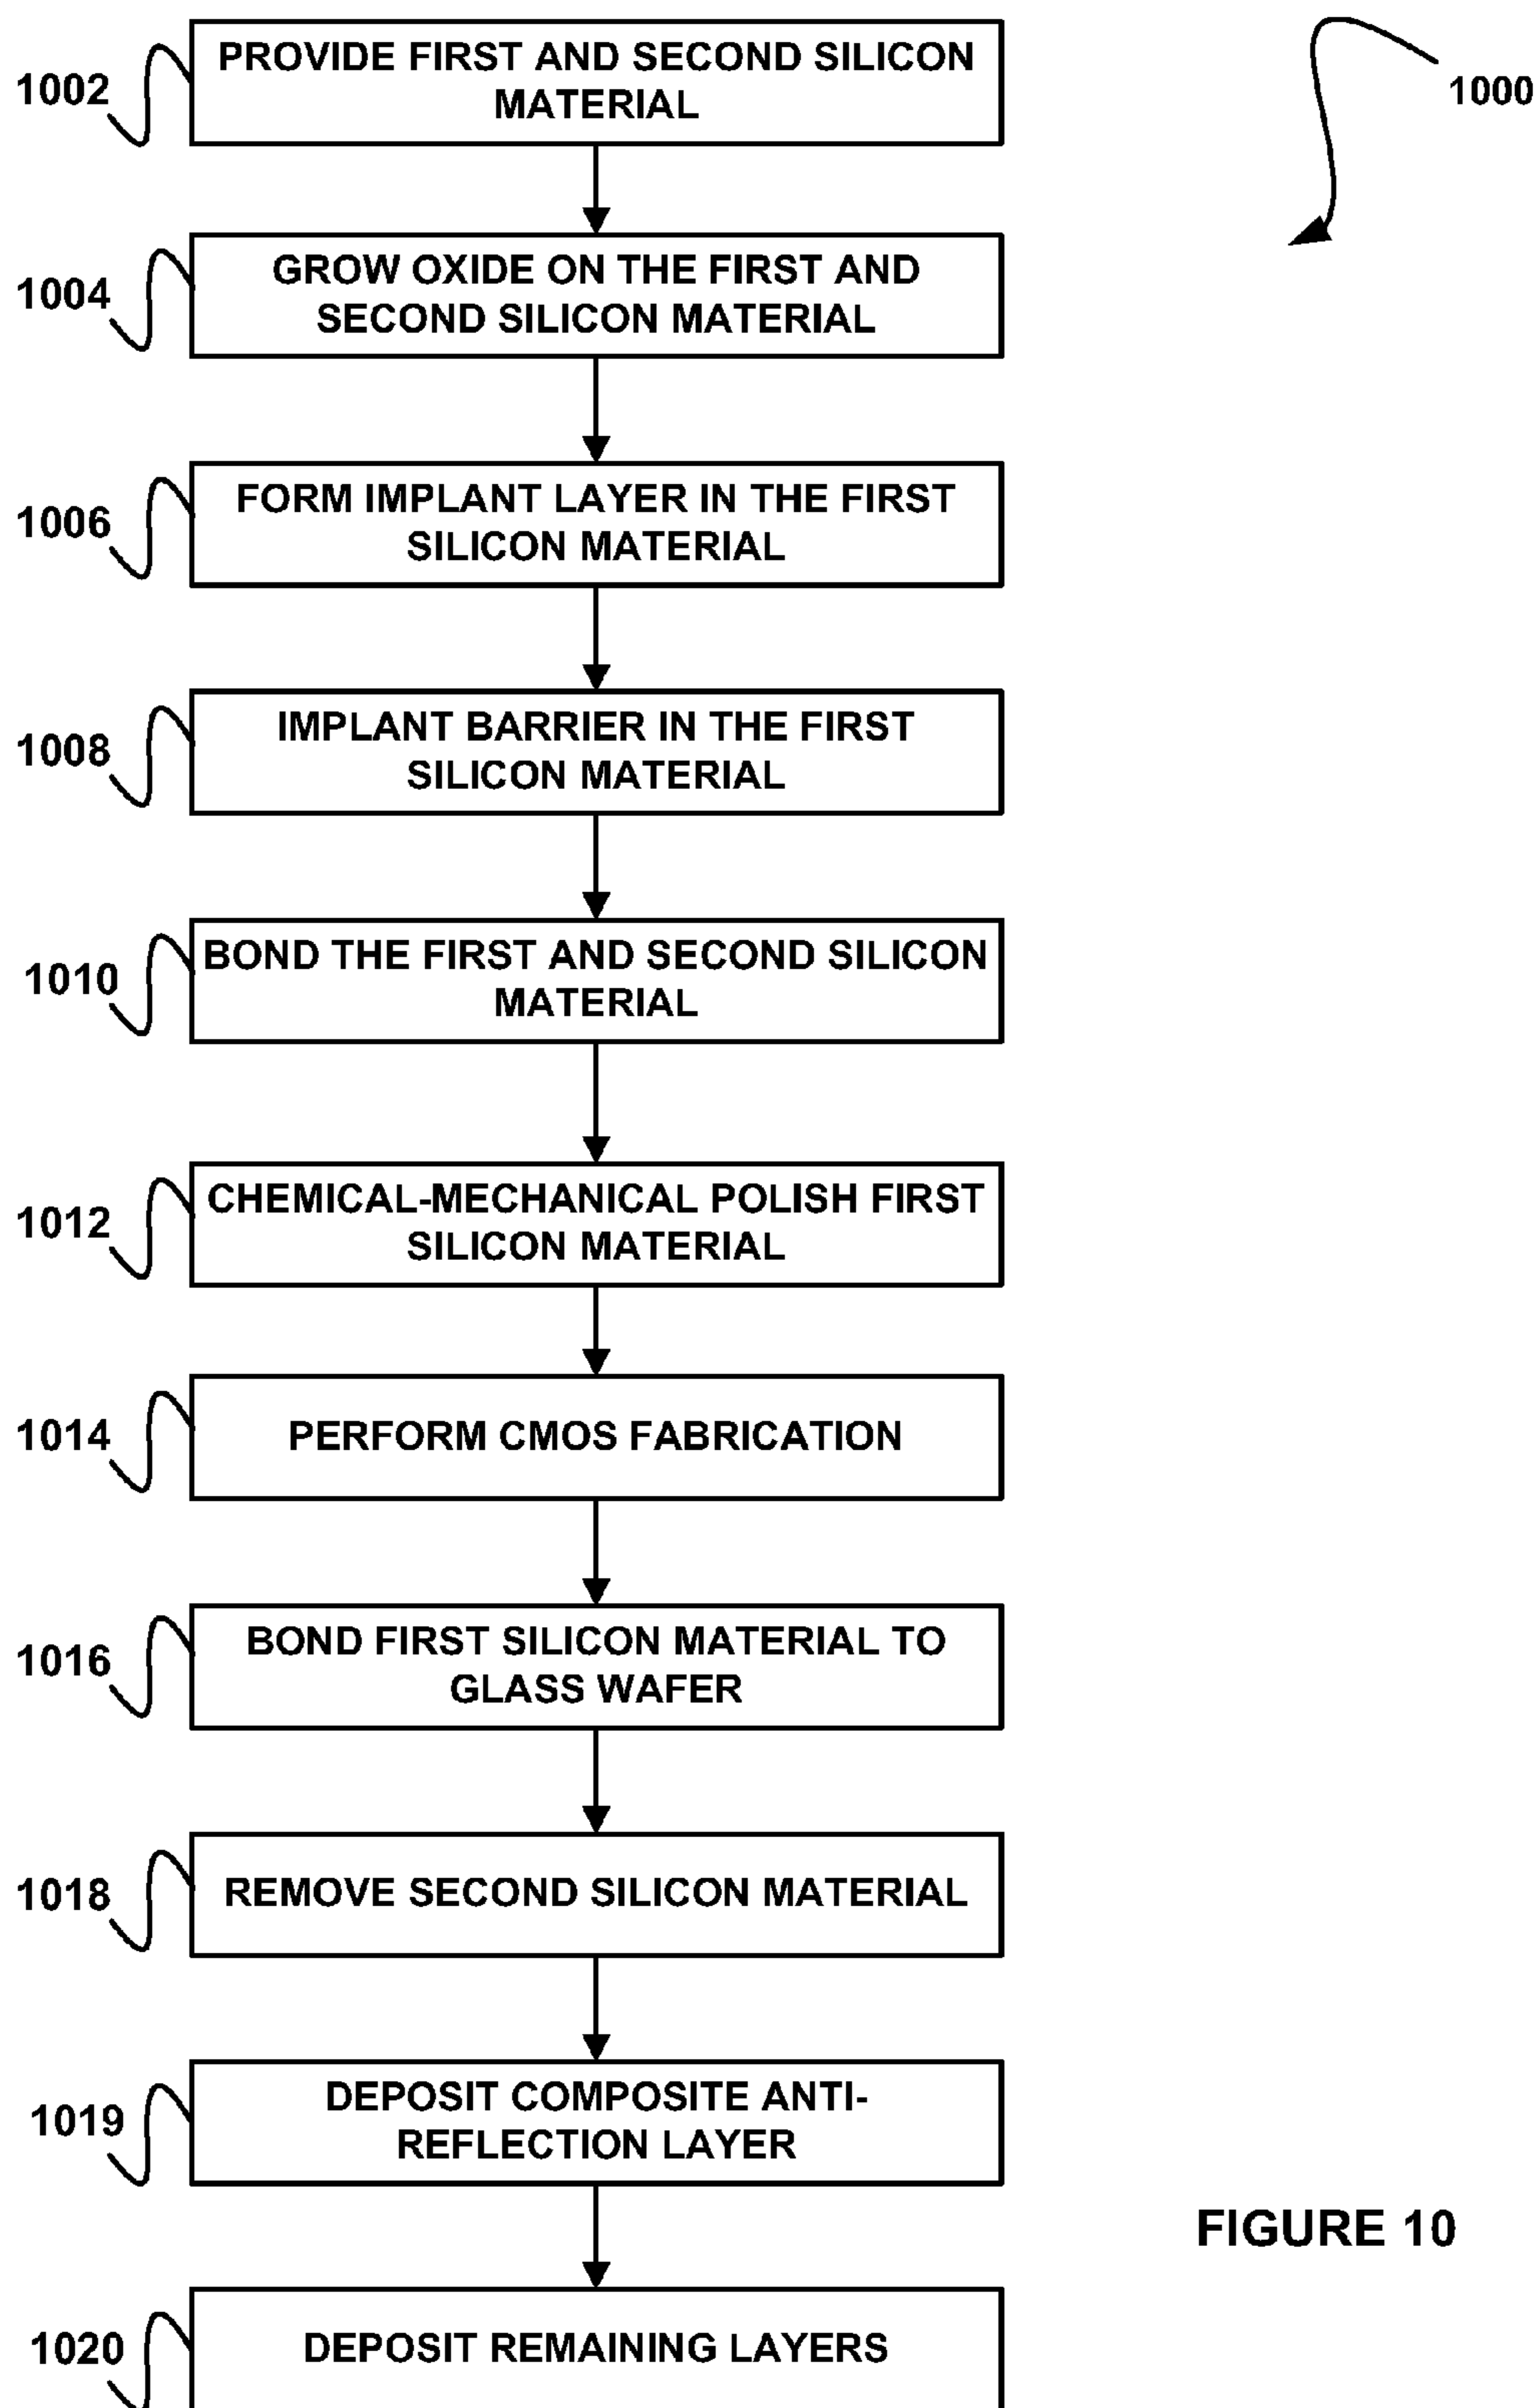 PROVIDE FIRST AND SECOND SILICON
MATERIAL
1002
1000
GROW OXIDE ON THE FIRST AND
SECOND SILICON MATERIAL
1004
FORM IMPLANT LAYER IN THE FIRST
SILICON MATERIAL
1006
IMPLANT BARRIER IN THE FIRST
SILICON MATERIAL
1008
BOND THE FIRST AND SECOND SILICON
MATERIAL
1010
CHEMICAL-MECHANICAL POLISH FIRST
SILICON MATERIAL
1012
PERFORM CMOS FABRICATION
1014
BOND FIRST SILICON MATERIAL TO
GLASS WAFER
1016
REMOVE SECOND SILICON MATERIAL
1018
DEPOSIT COMPOSITE ANTI-
REFLECTION LAYER
1019
FIGURE 10
DEPOSIT REMAINING LAYERS
1020